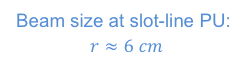 Beam size at slot-line PU:
r ≈ 6 cm